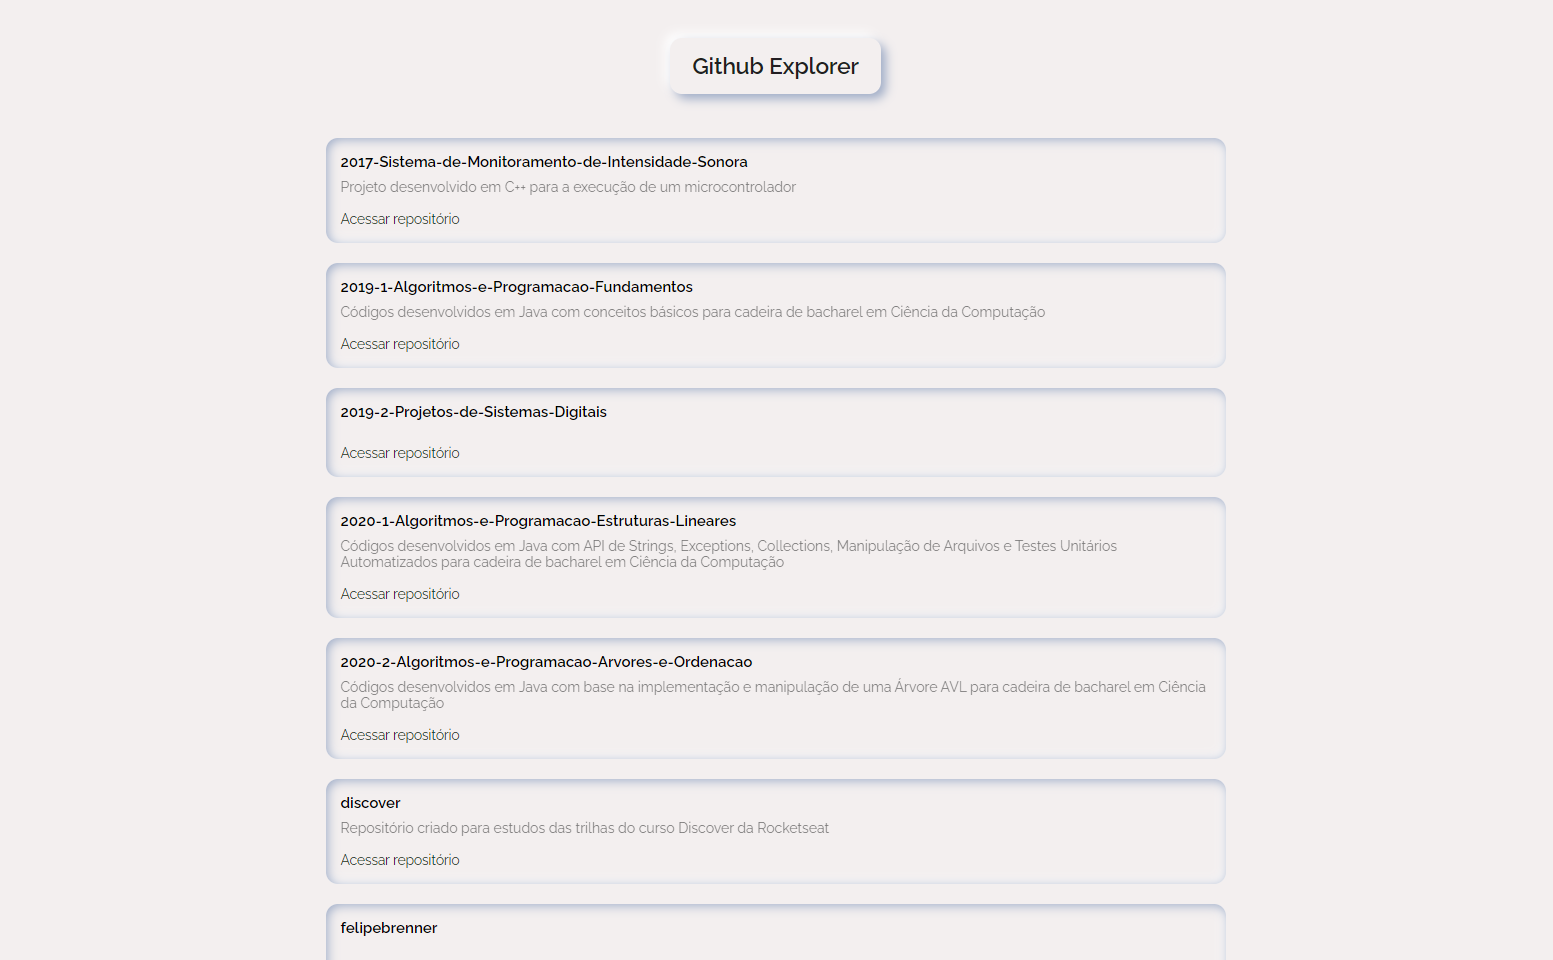 Github Explorer
2017-Sistema-de-Monitoramento-de-Intensidade-Sonora
Projeto desenvolvido em C++ para a execução de um microcontrolador
Acessar repositório
2019-1-Algoritmos-e-Programacao-Fundamentos
Códigos desenvolvidos em Java com conceitos básicos para cadeira de bacharel em Ciência da Computação
Acessar repositório
2019-2-Projetos-de-Sistemas-Digitais
Acessar repositório
2020-1-Algoritmos-e-Programacao-Estruturas-Lineares
Códigos desenvolvidos em Java com API de Strings, Exceptions, Collections, Manipulação de Arquivos e Testes Unitários
Automatizados para cadeira de bacharel em Ciência da Computação
Acessar repositório
2020-2-Algoritmos-e-Programacao-Arvores-e-Ordenacao
Códigos desenvolvidos em Java com base na implementação e manipulação de uma Árvore AVL para cadeira de bacharel em Ciência
da Computação
Acessar repositório
discover
Repositório criado para estudos das trilhas do curso Discover da Rocketseat
Acessar repositório
felipebrenner